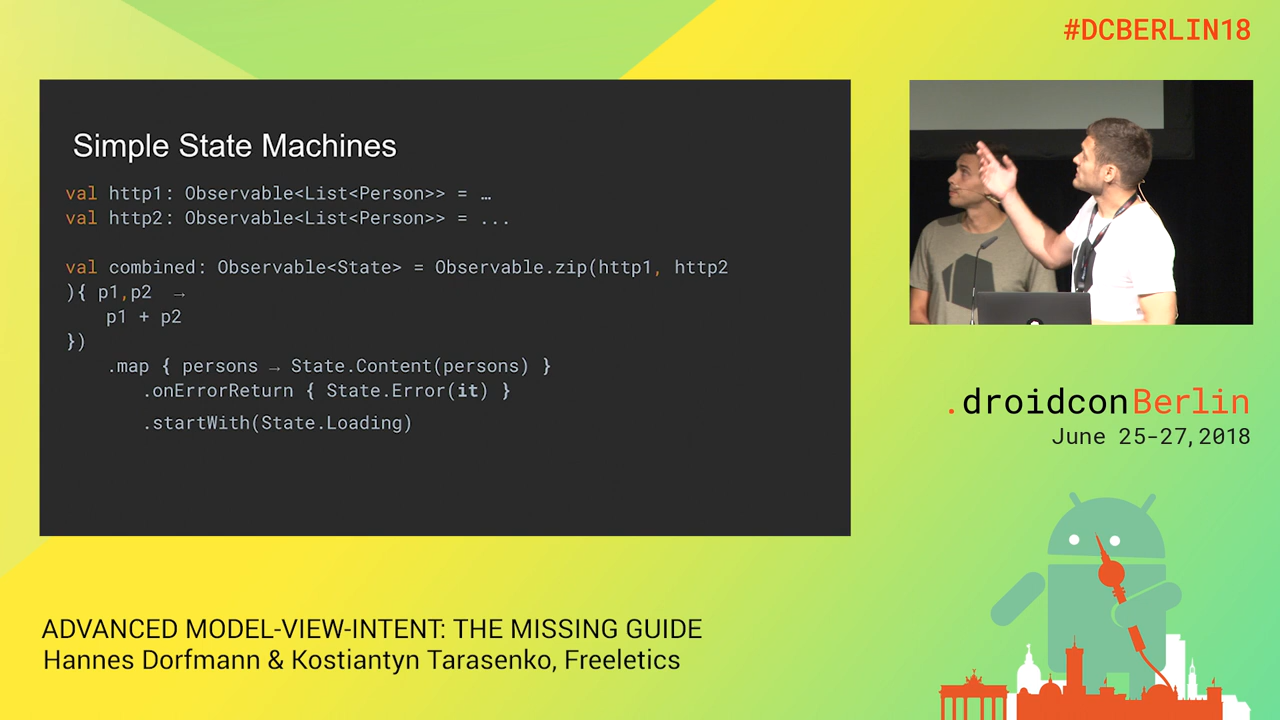 #DCBERLIN18
Simple State Machines
val http1: Observable<List<Person>> = …
val http2: Observable<List<Person>> = ...
val combined: Observable<State> = Observable.zip(http1, http2
){ p1,p2 →
p1 + p2
})
.map { persons → State.Content(persons) }
.onErrorReturn { State.Error(it) }
.startWith(State.Loading)
.droidconBerlin
June 25-27, 2018
ADVANCED MODEL-VIEW-INTENT: THE MISSING GUIDE
Hannes Dorfmann & Kostiantyn Tarasenko, Freeletics